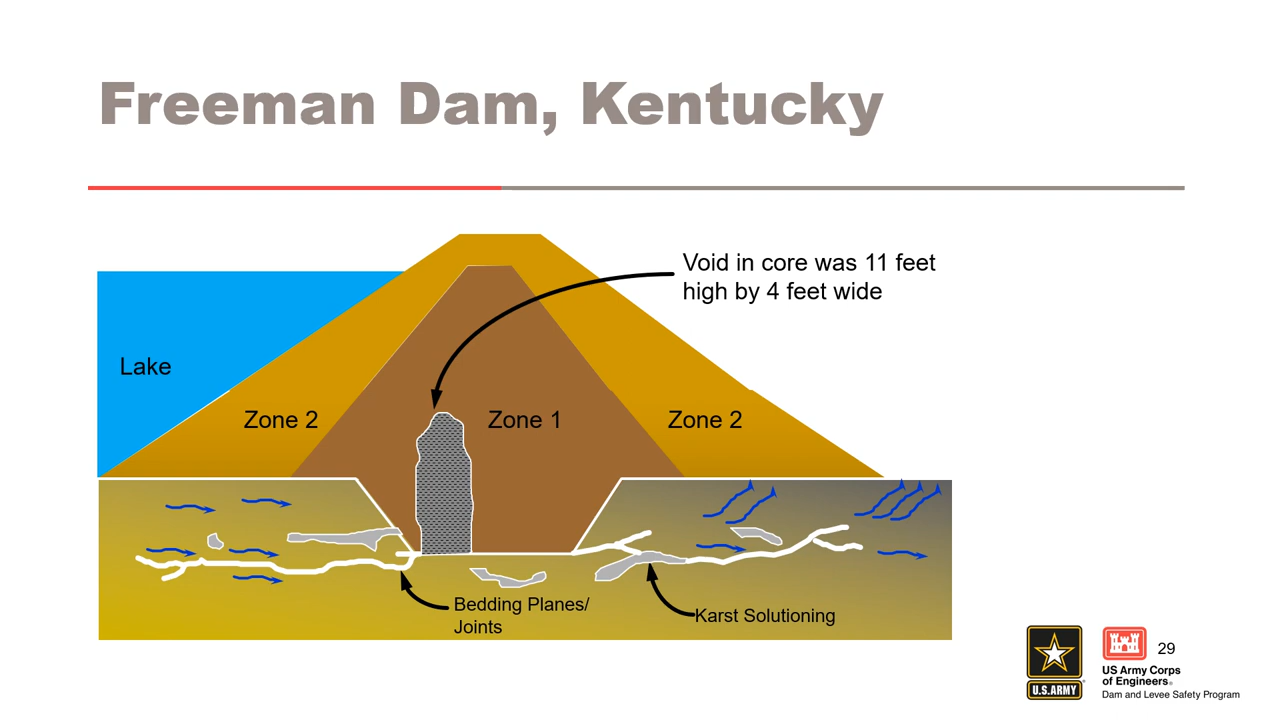 Freeman Dam, Kentucky
Void in core was 11 feet
high by 4 feet wide
Lake
Zone 2
Zone 1
Zone 2
Bedding Planes/
Joints
Karst Solutioning
U.S.ARMY
29
US Army Corps
of Engineers®
Dam and Levee Safety Program